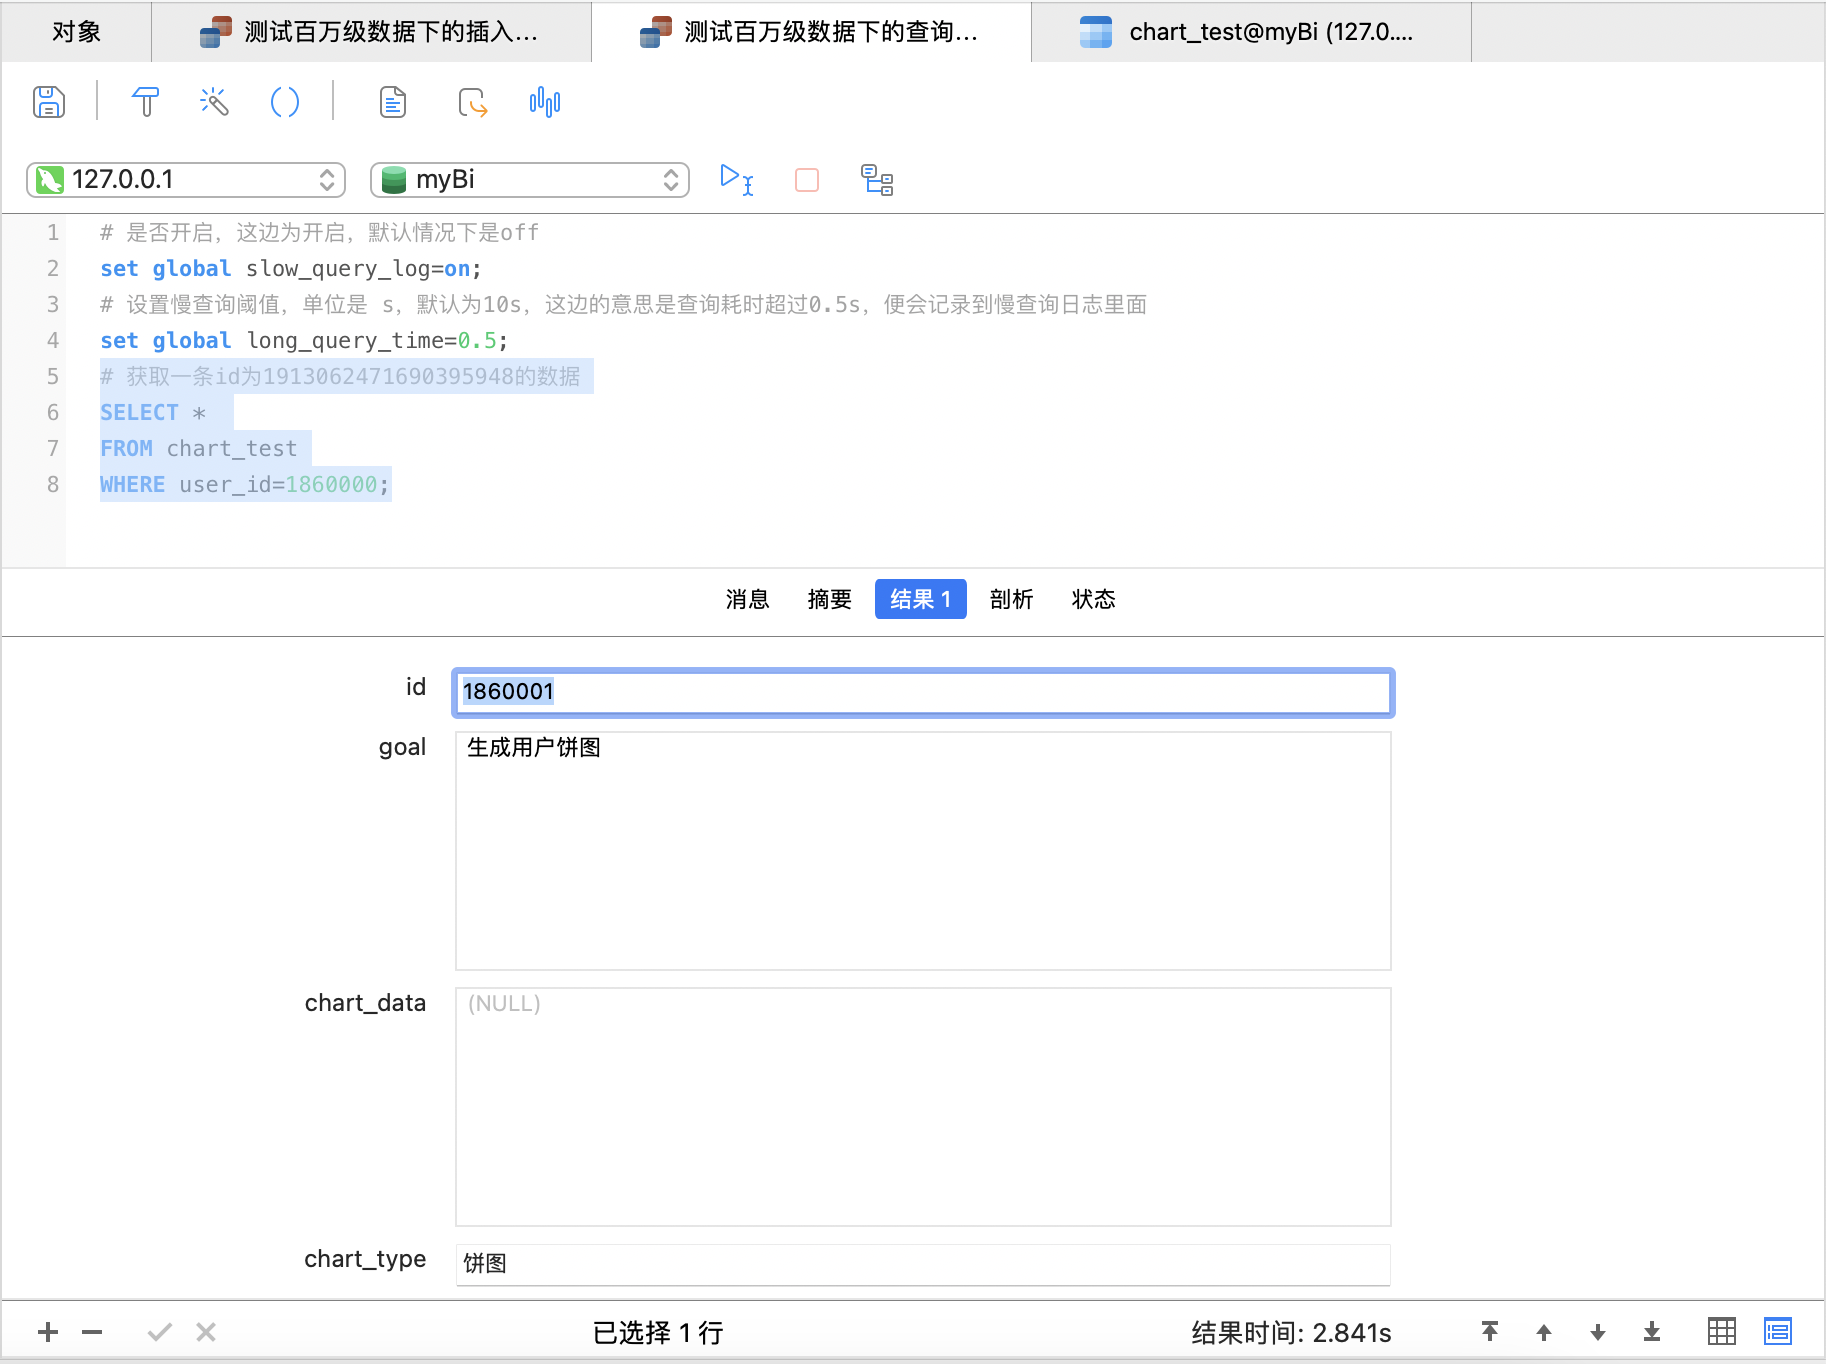 对象
测试百万级数据下的插入...
测试百万级数据下的查询...
chart_test@myBi (127.0....
127.0.0.1
myBi
1 # 是否开启，这边为开启，默认情况下是off
2 set global slow_query_log=on;
3 # 设置慢查询阈值，单位是 s，默认为10s，这边的意思是查询耗时超过0.5s，便会记录到慢查询日志里面
4 set global long_query_time=0.5;
5 # 获取一条id为1913062471690395948的数据
6 SELECT *
7 FROM chart_test
8 WHERE user_id=1860000;
消息 摘要 结果 1 剖析 状态
id 1860001
goal 生成用户饼图
chart_data (NULL)
chart_type 饼图
已选择 1 行
结果时间: 2.841s